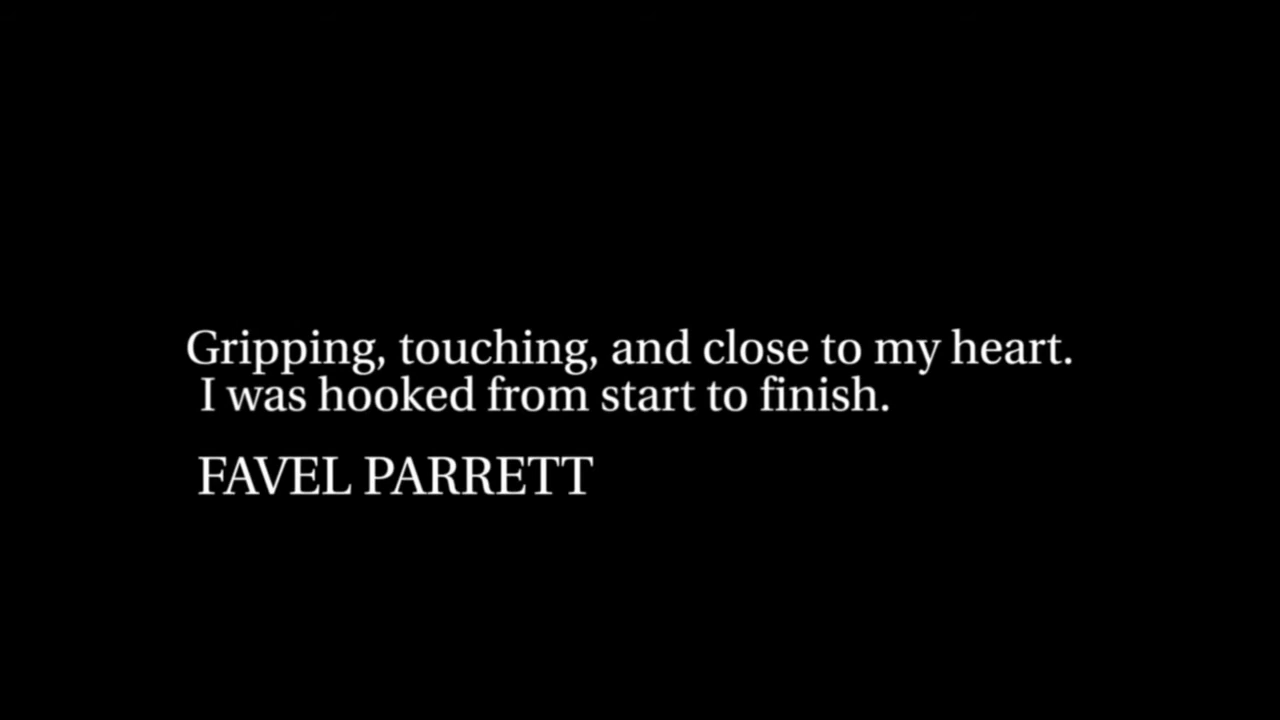 Gripping, touching, and close to my heart.
I was hooked from start to finish.
FAVEL PARRETT